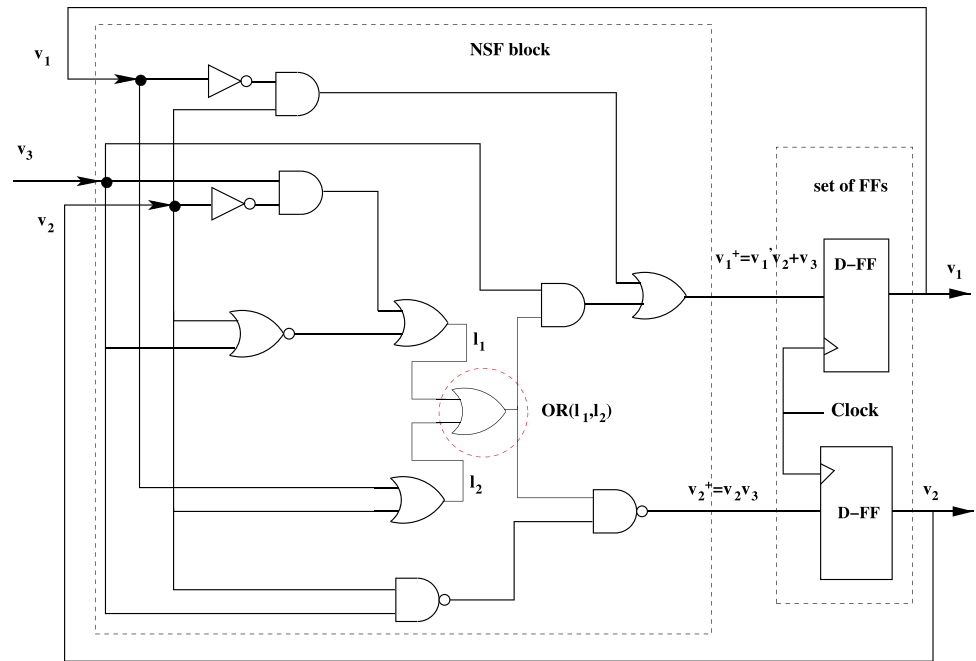 NSF block
v1
v3
v2
set of FFs
v1+=v1'v2+v3
D-FF
v1
l1
OR(l1,l2)
Clock
l2
v2+=v2v3
v2
D-FF